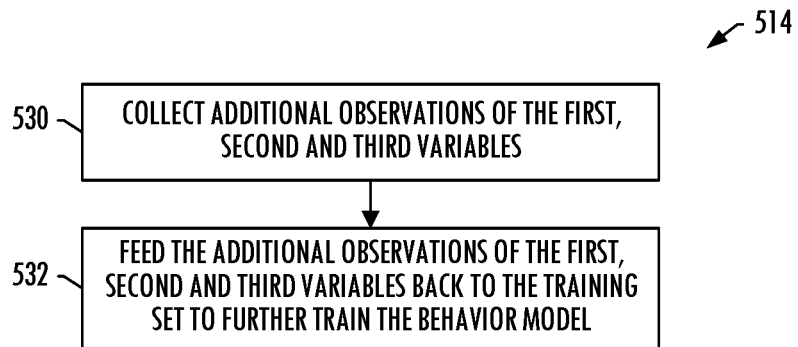 514
530
COLLECT ADDITIONAL OBSERVATIONS OF THE FIRST,
SECOND AND THIRD VARIABLES
532
FEED THE ADDITIONAL OBSERVATIONS OF THE FIRST,
SECOND AND THIRD VARIABLES BACK TO THE TRAINING
SET TO FURTHER TRAIN THE BEHAVIOR MODEL